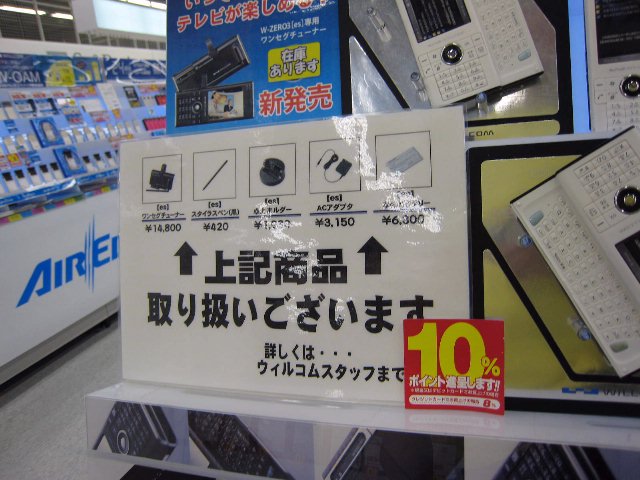 テレビが楽しめる
W-ZERO3[es]専用
ワンセグチューナー
在庫
あります
新発売
W-OAM
COM
[es]
ワンセグチューナー
¥14,800
[es]
スタイラスペン(黒)
¥420
[es]
[es]
ACアダプタ
¥3,150
¥6,300
上記商品
取り扱いございます
詳しくは・・・
ウィルコムスタッフまで
AIR
10%
ポイント進呈します!!
8%